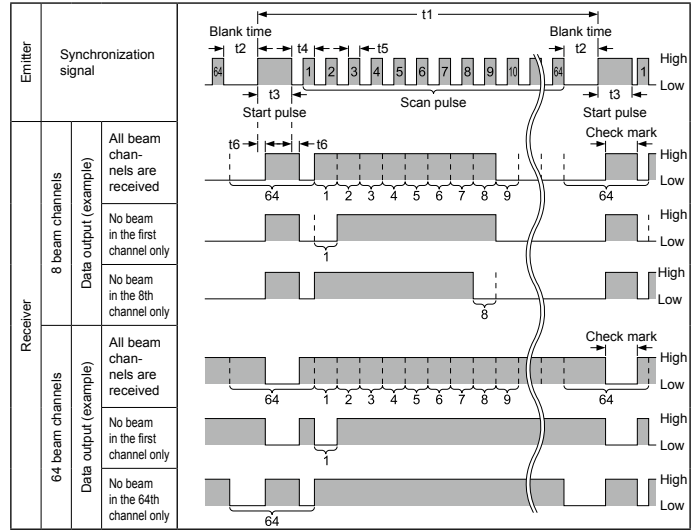 t1
Blank time
Blank time
t2
t4
t5
t2
Emitter
Synchronization
signal
64
1
2
3
4
5
6
7
8
9
10
64
1
High
Low
t3
Scan pulse
t3
Start pulse
Start pulse
Receiver
8 beam channels
Data output (example)
All beam
chan-
nels are
received
t6
t6
Check mark
High
Low
64
1
2
3
4
5
6
7
8
9
64
No beam
in the first
channel only
High
Low
1
No beam
in the 8th
channel only
High
Low
8
64 beam channels
Data output (example)
All beam
chan-
nels are
received
Check mark
High
Low
64
1
2
3
4
5
6
7
8
9
64
No beam
in the first
channel only
High
Low
1
No beam
in the 64th
channel only
High
Low
64